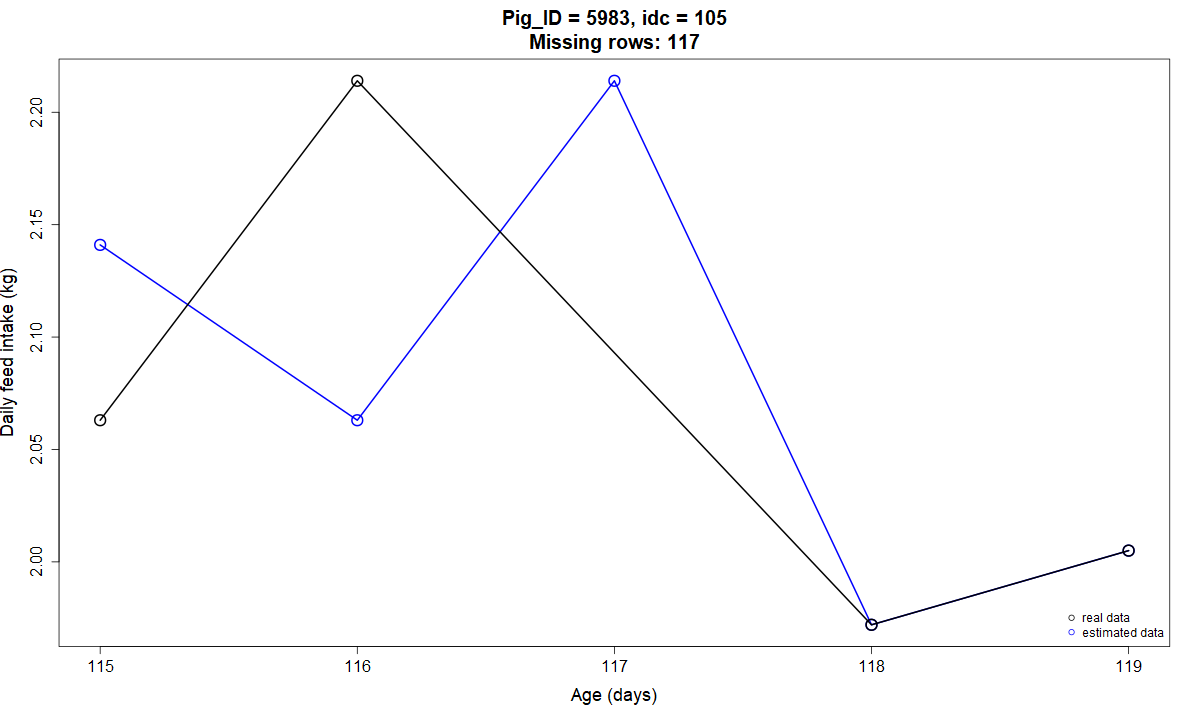 Pig_ID = 5983, idc = 105
Missing rows: 117
Daily feed intake (kg)
2.20
2.15
2.10
2.05
2.00
115
116
117
118
119
Age (days)
real data
estimated data